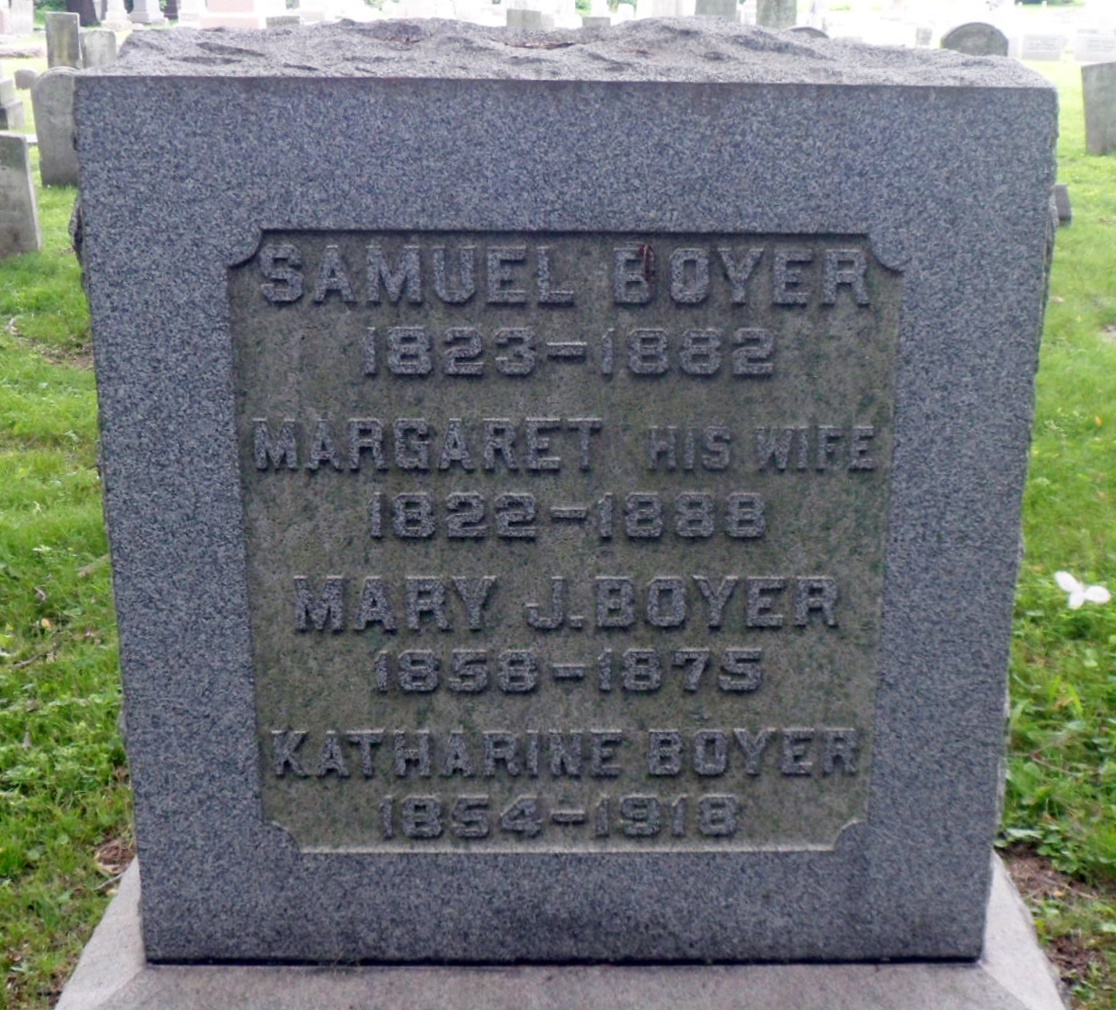 SAMUEL BOYER
1823-1882
MARGARET HIS WIFE
1822-1888
MARY J. BOYER
1858-1875
KATHARINE BOYER
1854-1918